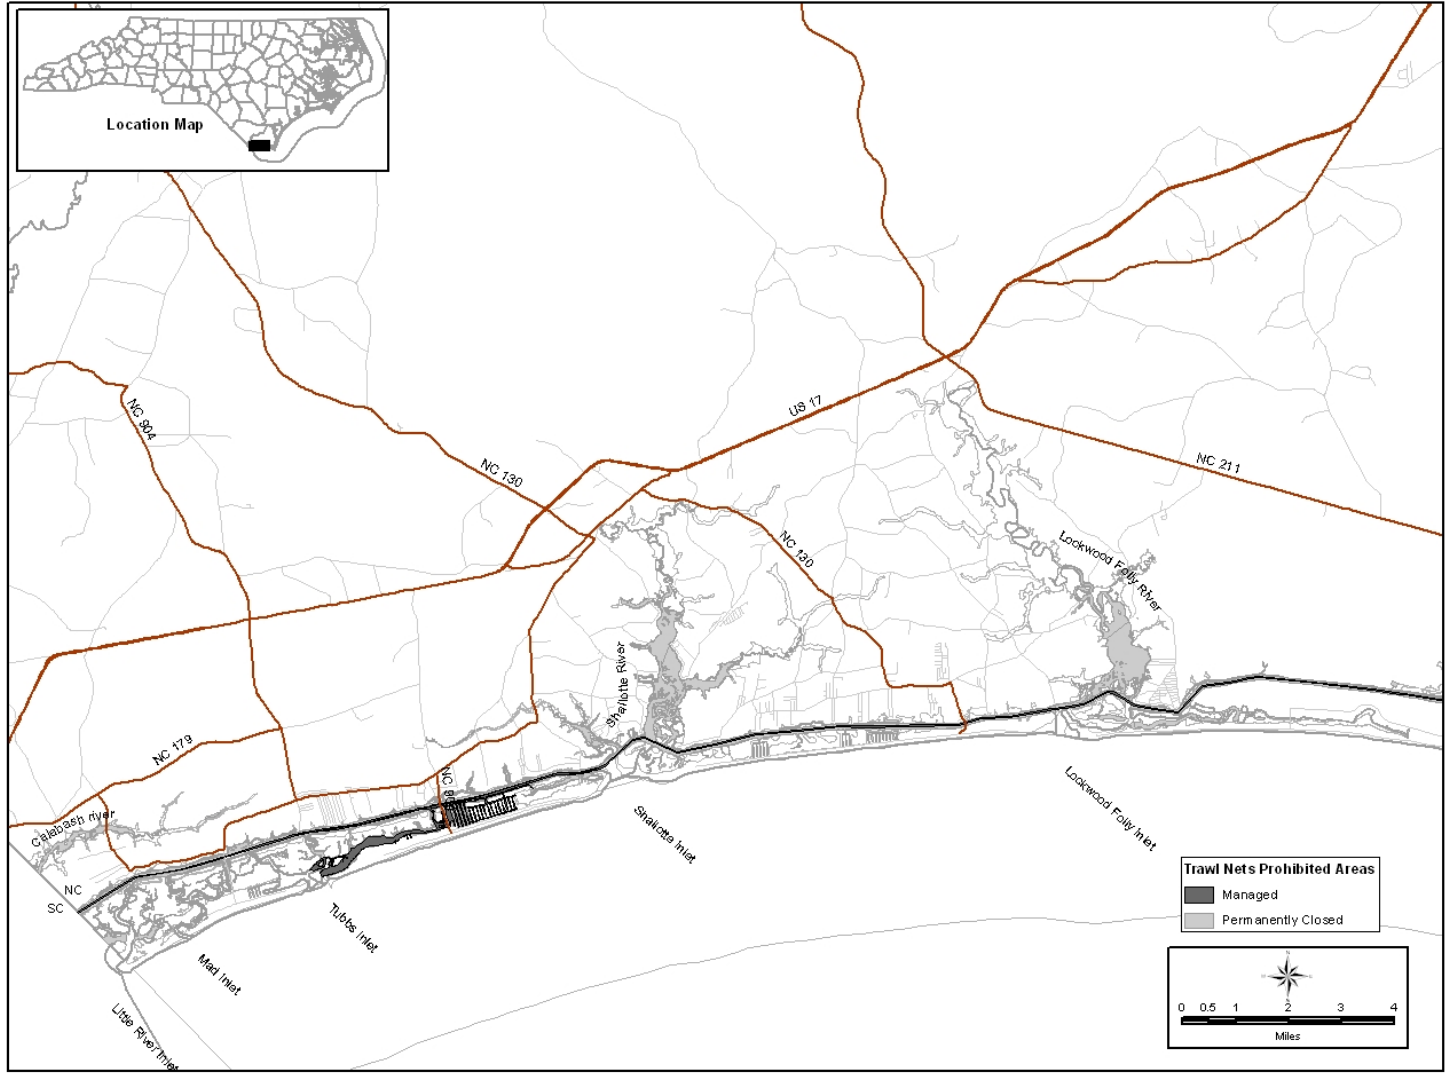 Location Map
NC 904
NC 130
US 17
NC 211
NC 130
Lockwood Folly River
Shallotte River
NC 179
NC 90
Calabash river
NC
SC
Shallotte Inlet
Lockwood Folly Inlet
Tubbs Inlet
Mad Inlet
Little River Inlet
Trawl Nets Prohibited Areas
Managed
Permanently Closed
0 0.5 1 2 3 4
Miles